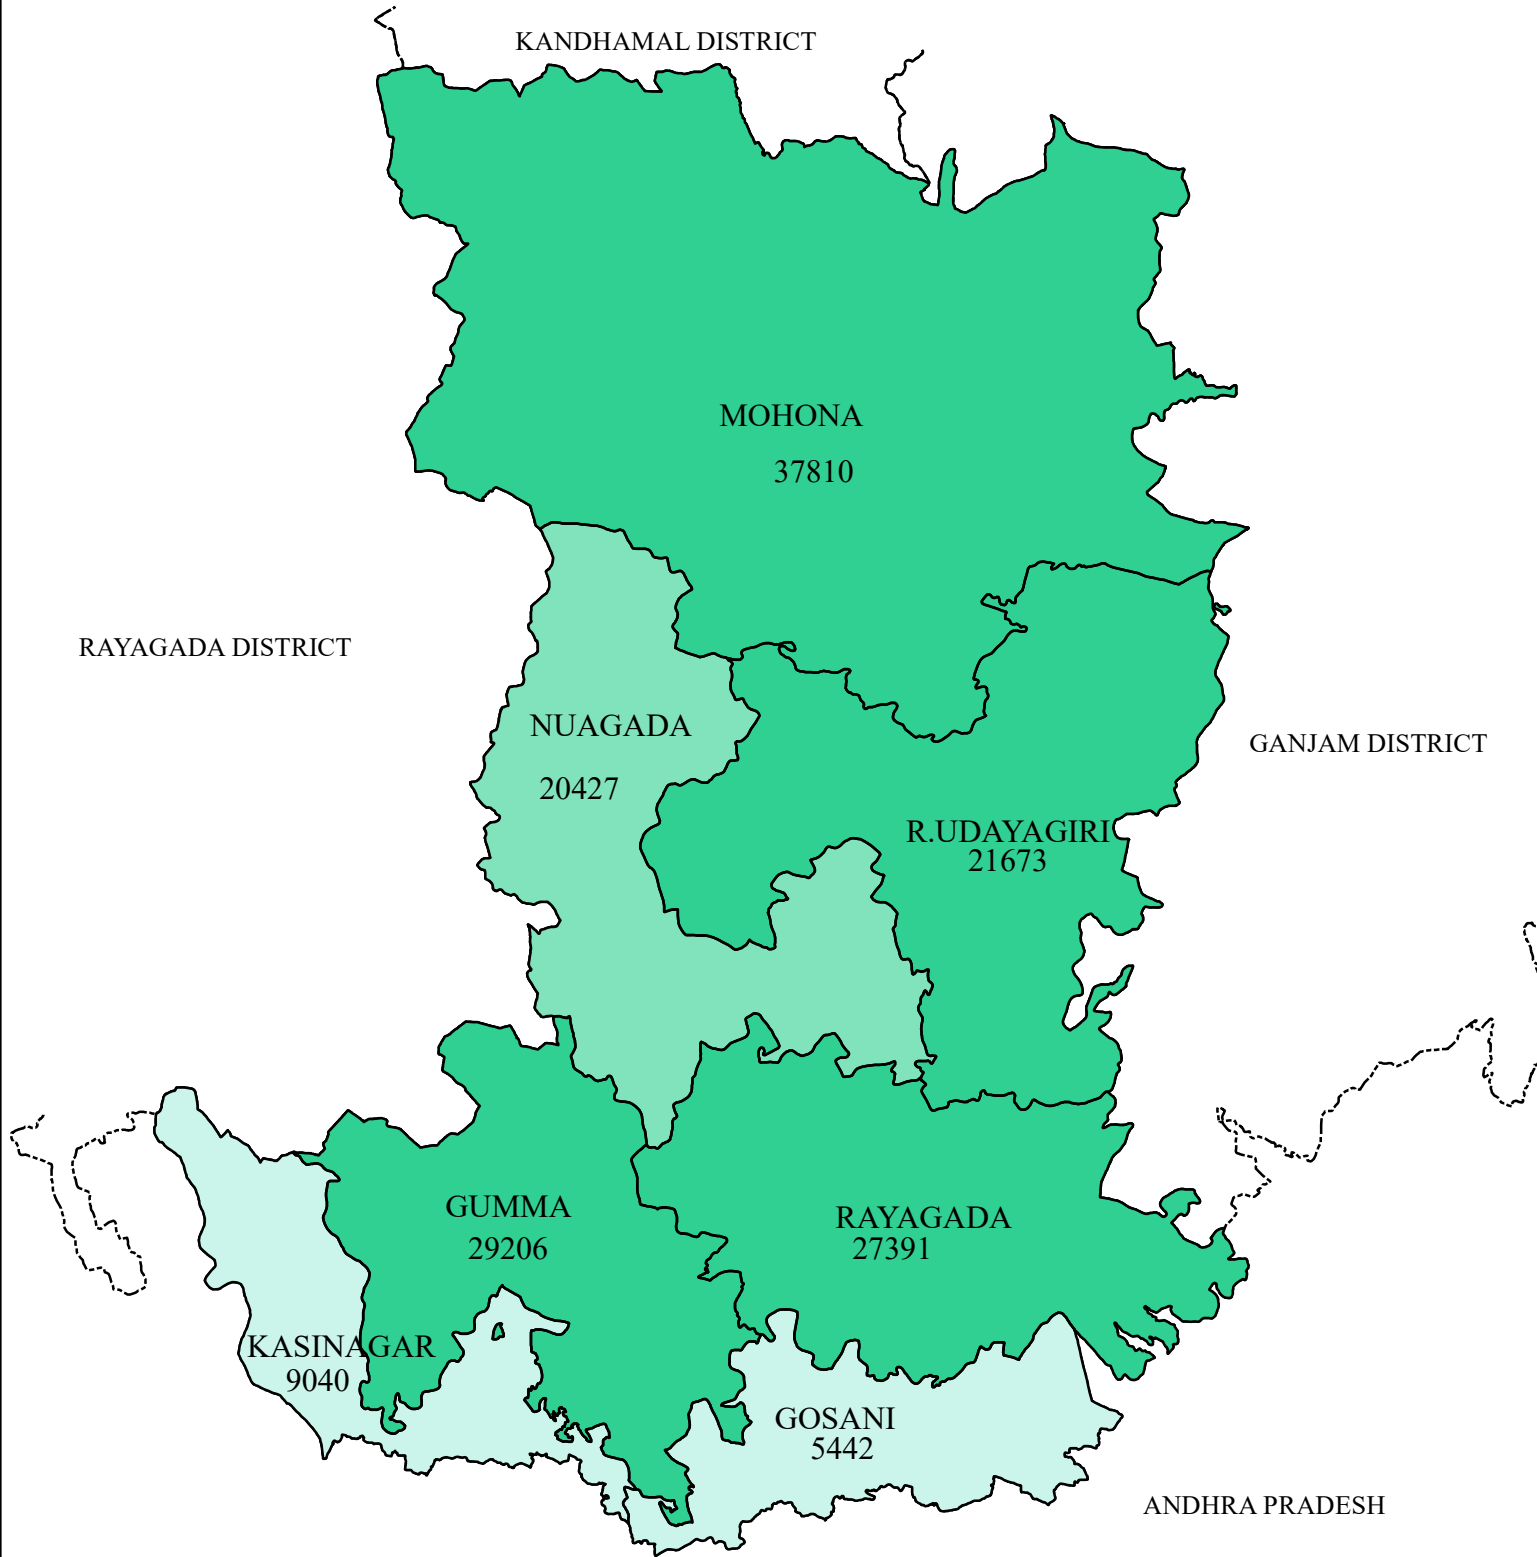 KANDHAMAL DISTRICT
MOHONA
37810
RAYAGADA DISTRICT
NUAGADA
20427
GANJAM DISTRICT
R.UDAYAGIRI
21673
GUMMA
29206
RAYAGADA
27391
KASINAGAR
9040
GOSANI
5442
ANDHRA PRADESH